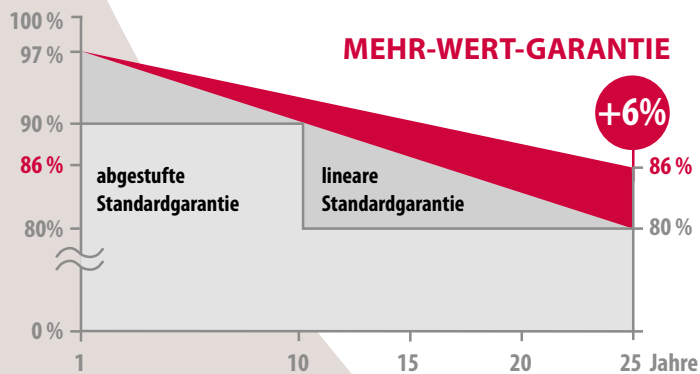 100 %
97 %
MEHR-WERT-GARANTIE
+6%
90 %
86 %
86 %
abgestufte
Standardgarantie
lineare
Standardgarantie
80%
80 %
0 %
1
10
15
20
25 Jahre